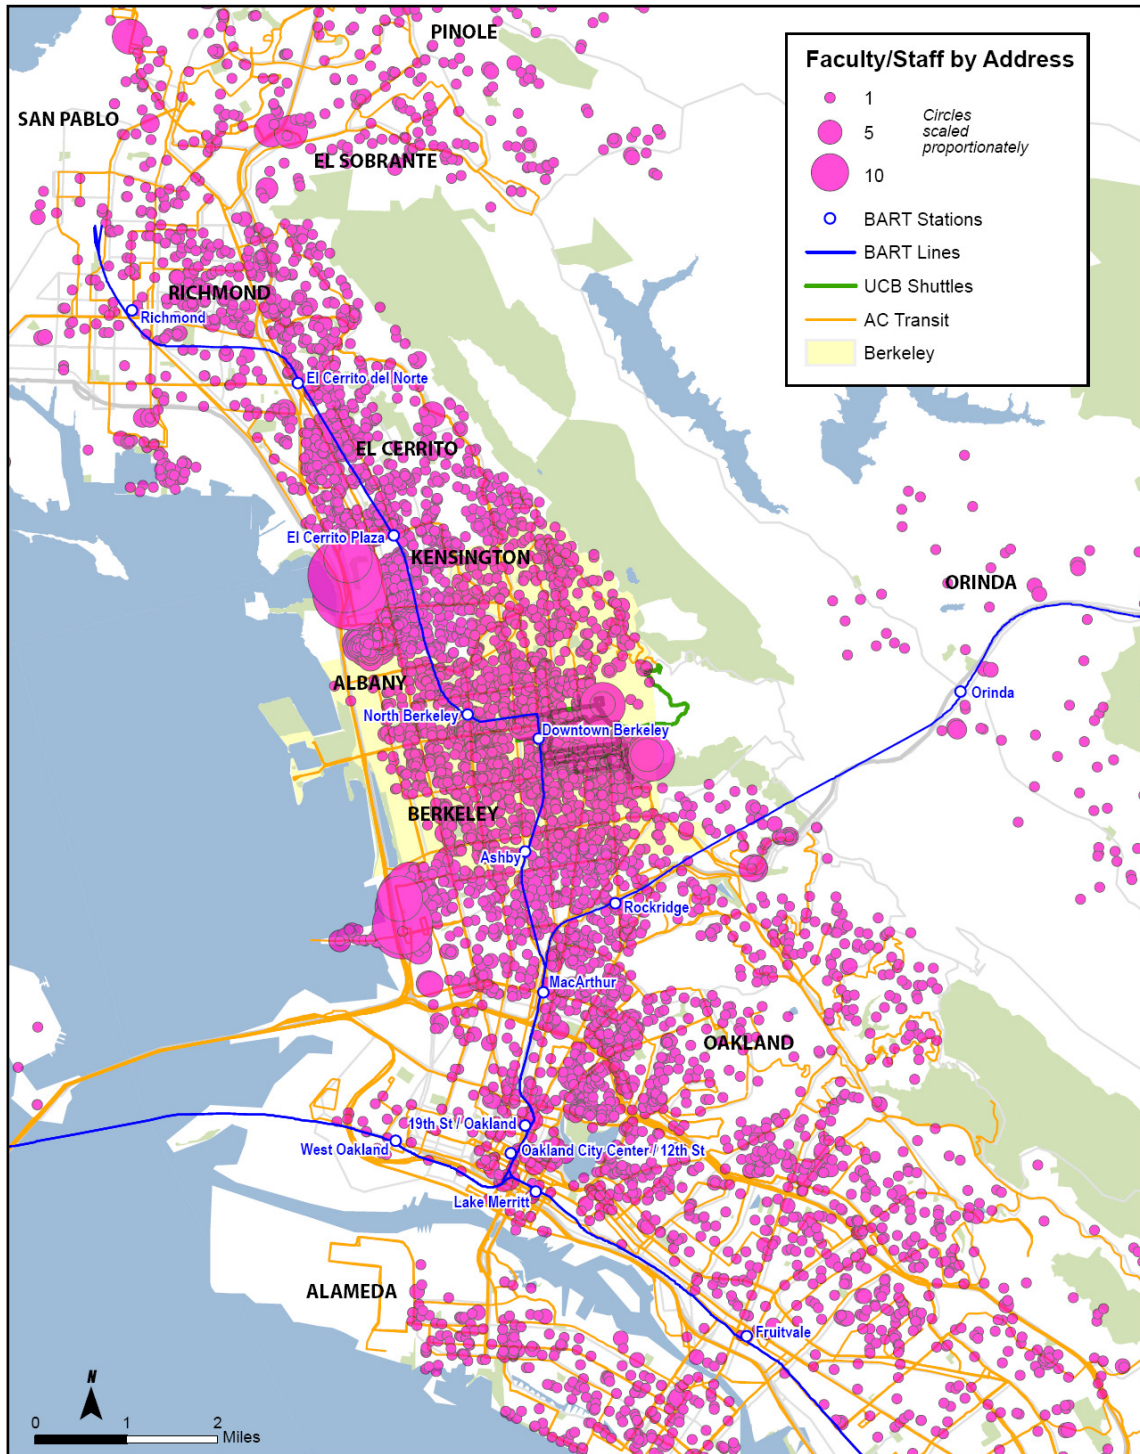 PINOLE
Faculty/Staff by Address
1
5
10
Circles
scaled
proportionately
BART Stations
BART Lines
UCB Shuttles
AC Transit
Berkeley
SAN PABLO
EL SOBRANTE
RICHMOND
Richmond
El Cerrito del Norte
EL CERRITO
El Cerrito Plaza
KENSINGTON
ORINDA
ALBANY
Orinda
North Berkeley
Downtown Berkeley
BERKELEY
Ashby
Rockridge
MacArthur
OAKLAND
19th St / Oakland
West Oakland
Oakland City Center / 12th St
Lake Merritt
ALAMEDA
Fruitvale
N
0 1 2
Miles